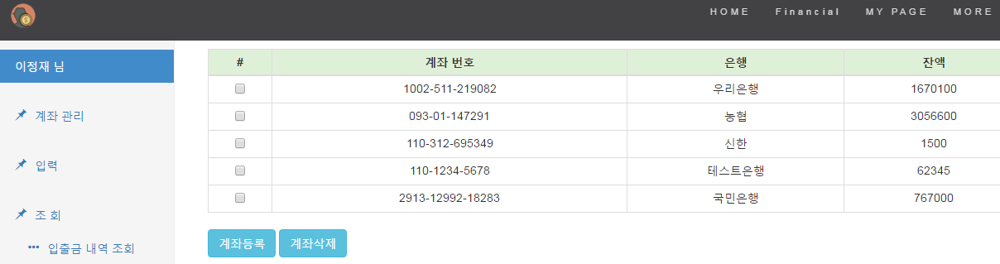 HOME Financial MY PAGE MORE
이정재 님
계좌 관리
입력
조 회
입출금 내역 조회
# 계좌 번호 은행 잔액
1002-511-219082 우리은행 1670100
093-01-147291 농협 3056600
110-312-695349 신한 1500
110-1234-5678 테스트은행 62345
2913-12992-18283 국민은행 767000
계좌등록 계좌삭제